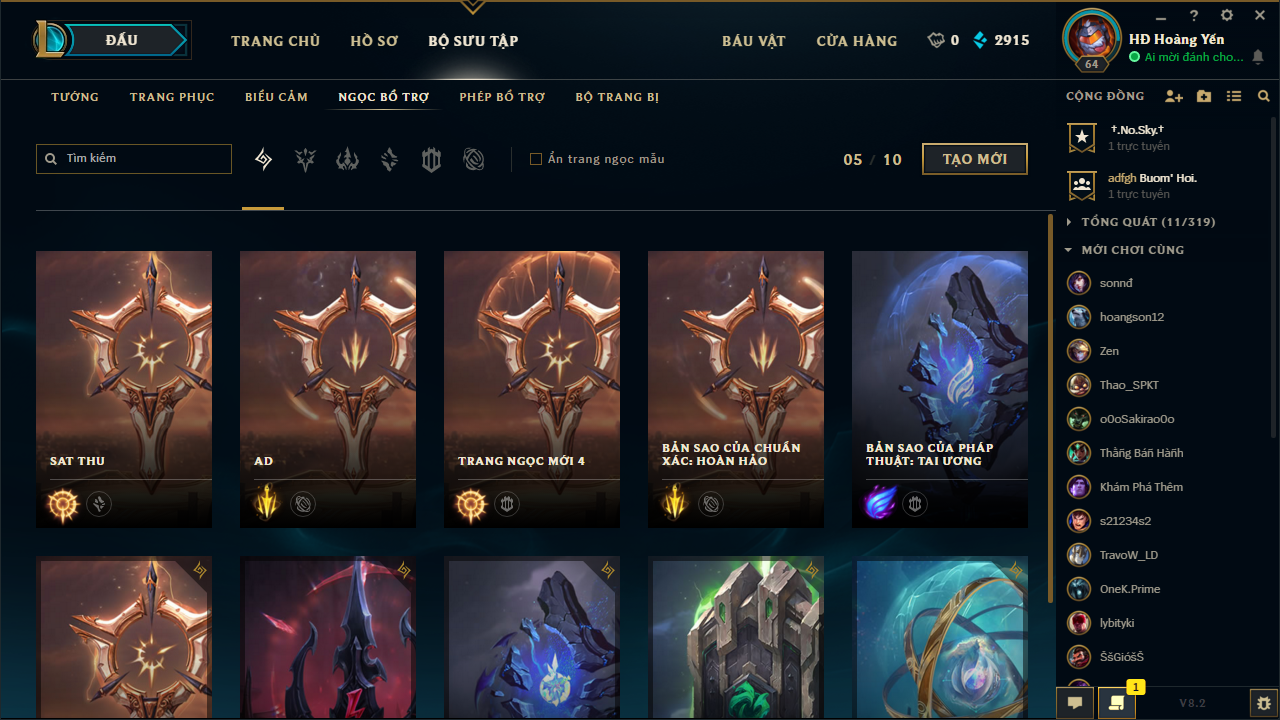 ĐẤU
TRANG CHỦ
HỒ SƠ
BỘ SƯU TẬP
BÁU VẬT
CỬA HÀNG
0
2915
64
HĐ Hoàng Yến
Ai mời đánh cho...
TƯỚNG
TRANG PHỤC
BIỂU CẢM
NGỌC BỔ TRỢ
PHÉP BỔ TRỢ
BỘ TRANG BỊ
Tìm kiếm
Ẩn trang ngọc mẫu
05 / 10
TẠO MỚI
SAT THU
AD
TRANG NGỌC MỚI 4
BẢN SAO CỦA CHUẨN
XÁC: HOÀN HẢO
BẢN SAO CỦA PHÁP
THUẬT: TAI ƯƠNG
CỘNG ĐỒNG
†.No.Sky.†
1 trực tuyến
adfgh Buom' Hoi.
1 trực tuyến
TỔNG QUÁT (11/319)
MỚI CHƠI CÙNG
sonnđ
hoangson12
Zen
Thao_SPKT
o0oSakirao0o
Thằñg Báñ Hàñh
Khám Phá Thêm
s21234s2
TravoW_LD
OneK.Prime
lybityki
ŠšGióšŠ
1
V8.2